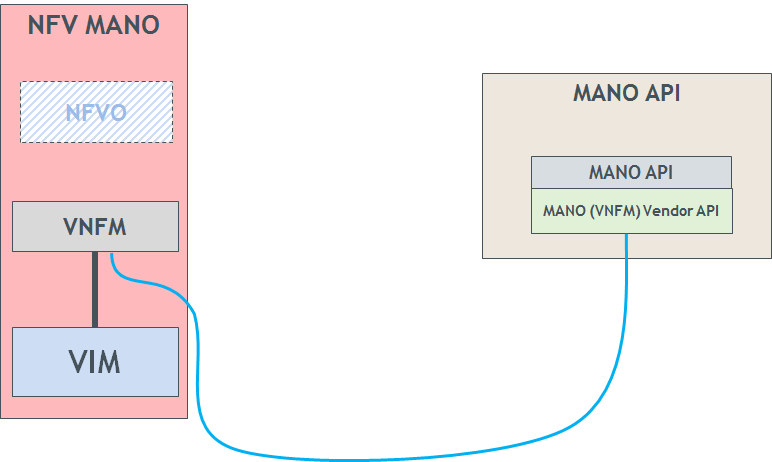 NFV MANO
NFVO
VNFM
VIM
MANO API
MANO API
MANO (VNFM) Vendor API